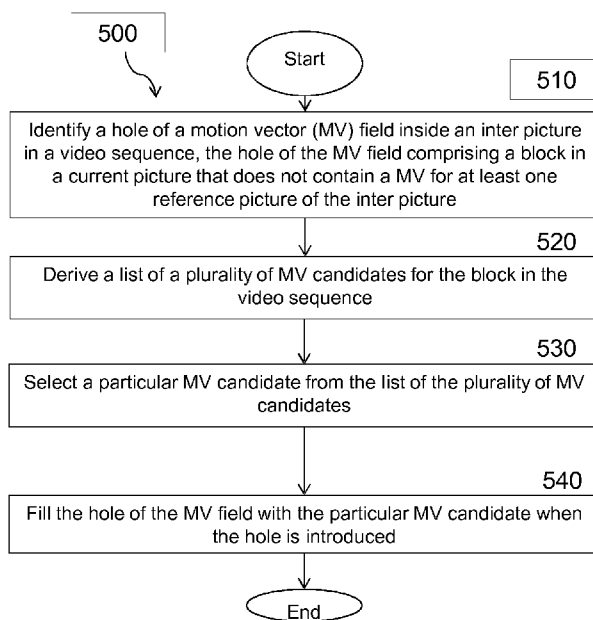 500
Start
510
Identify a hole of a motion vector (MV) field inside an inter picture
in a video sequence, the hole of the MV field comprising a block in
a current picture that does not contain a MV for at least one
reference picture of the inter picture
520
Derive a list of a plurality of MV candidates for the block in the
video sequence
530
Select a particular MV candidate from the list of the plurality of MV
candidates
540
Fill the hole of the MV field with the particular MV candidate when
the hole is introduced
End